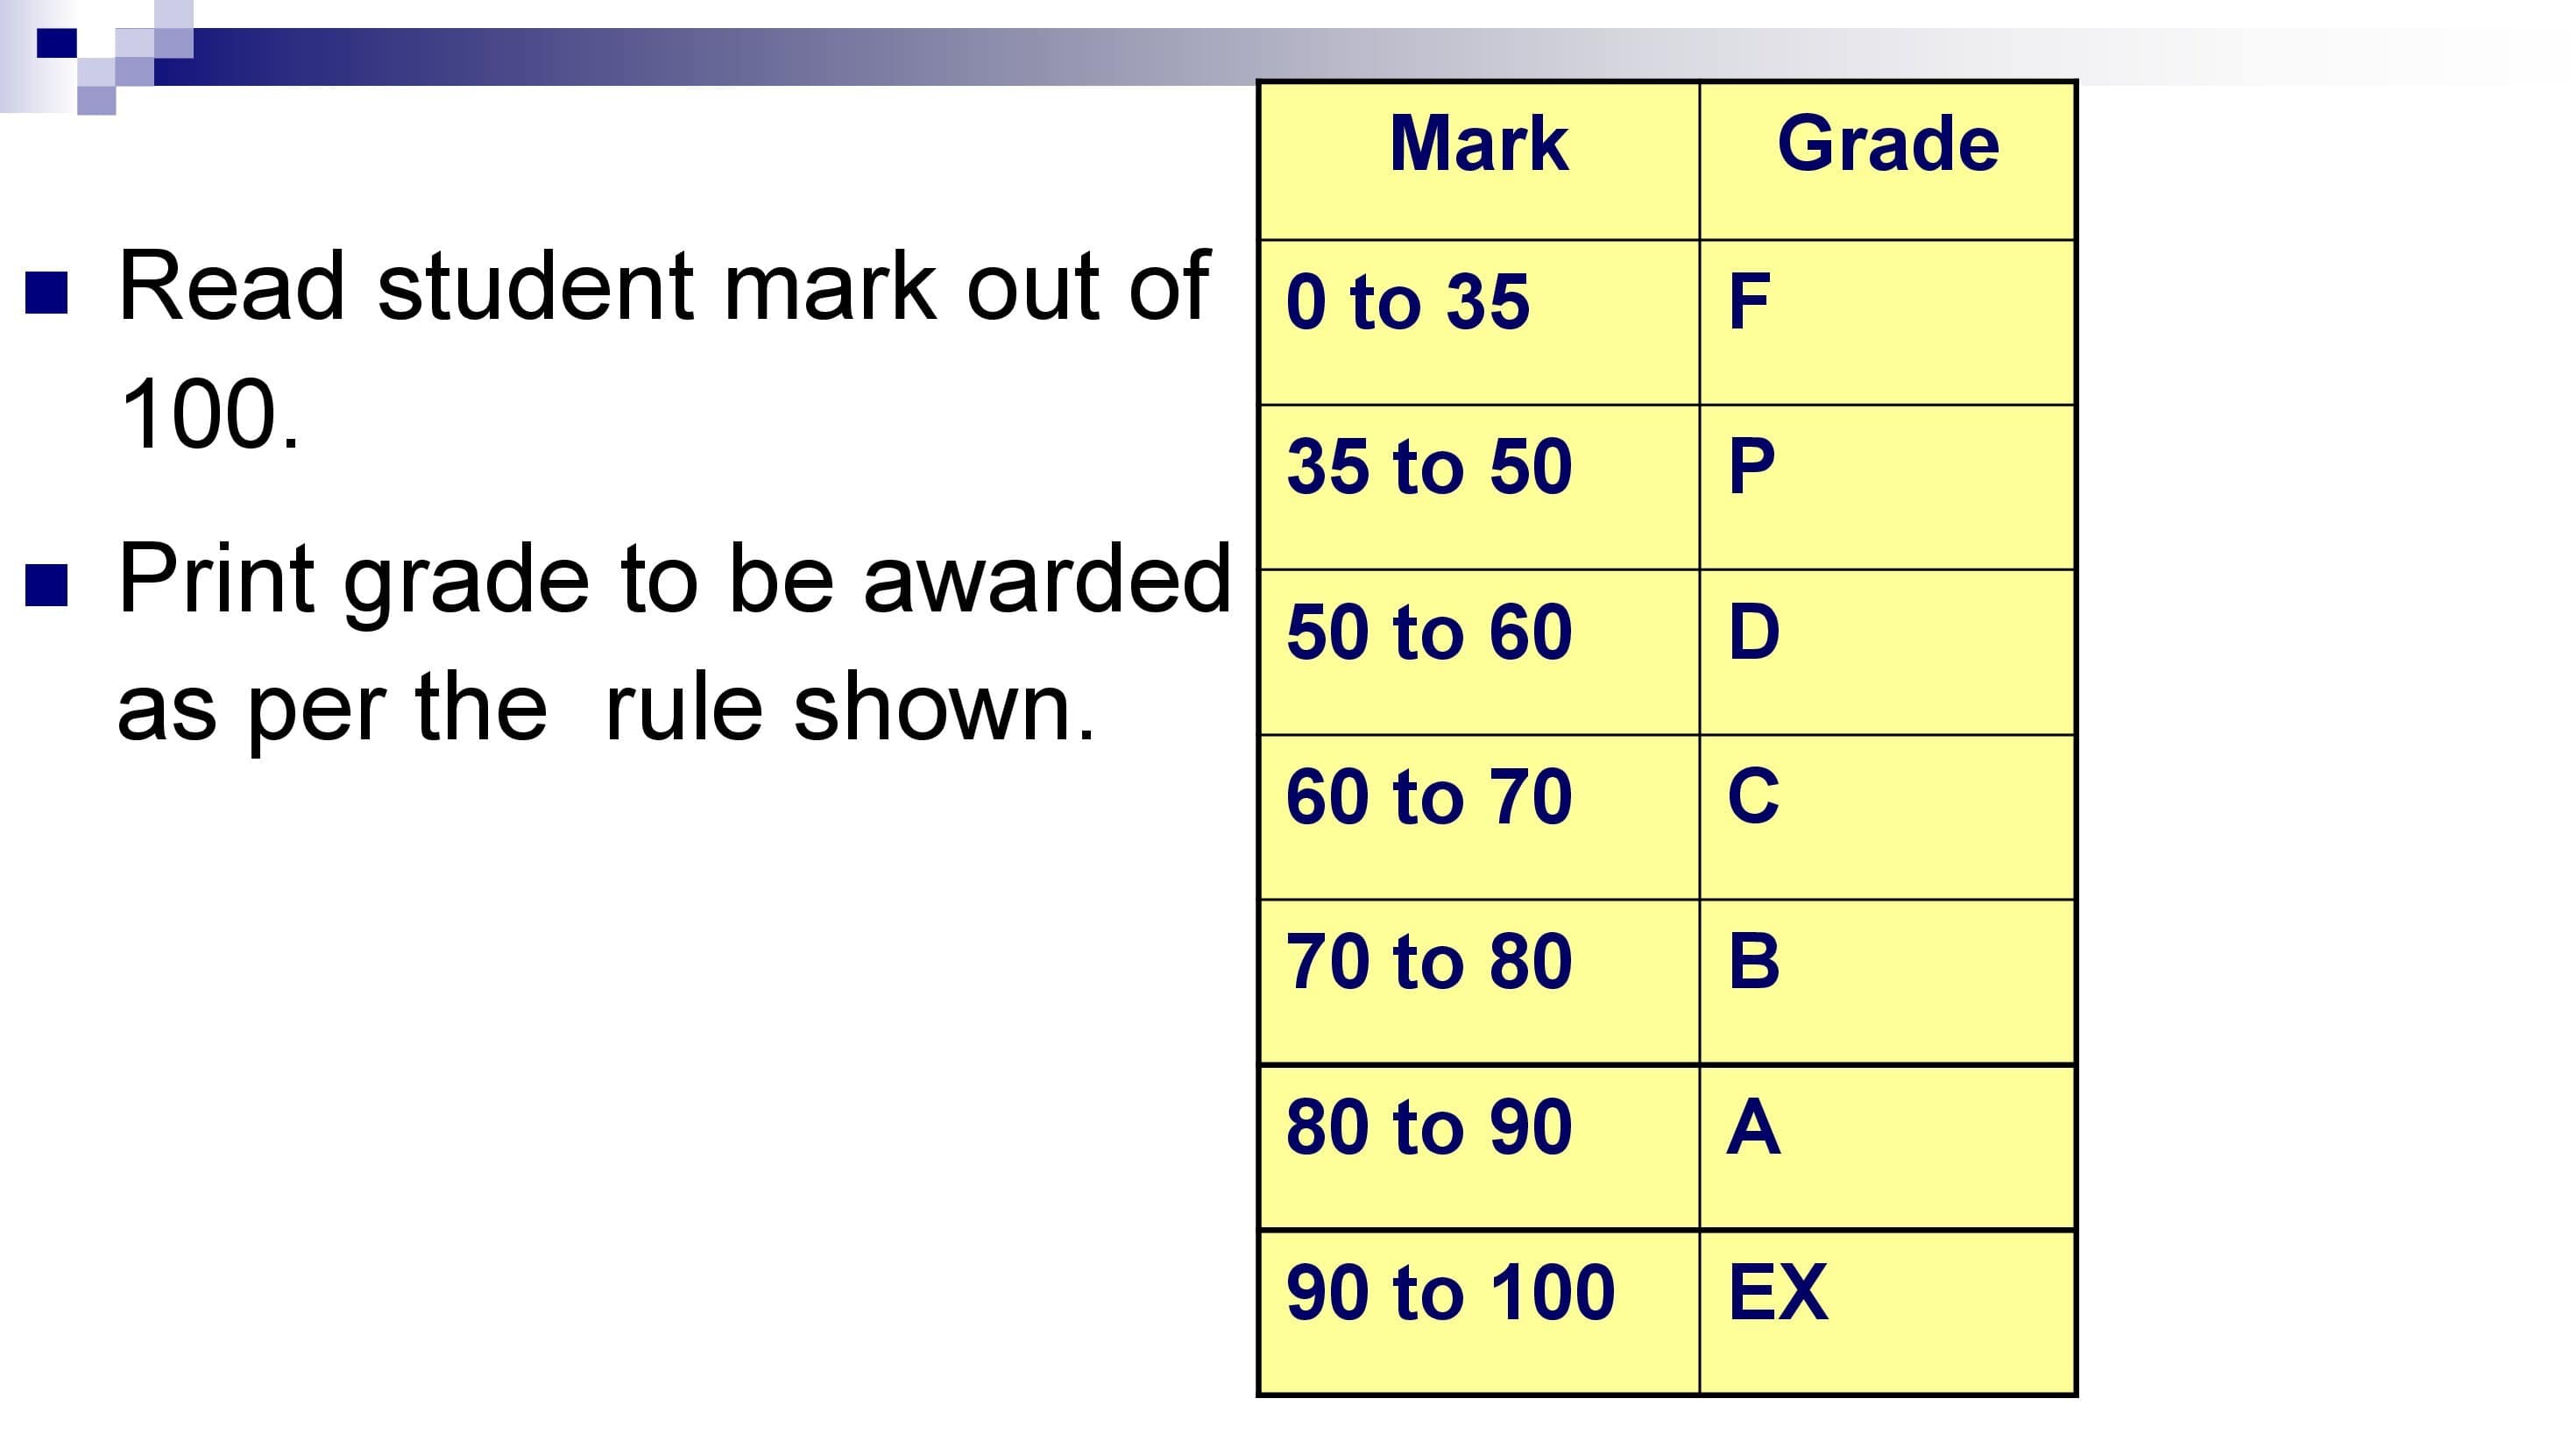 Read student mark out of
100.
Print grade to be awarded
as per the  rule shown.
Mark Grade
0 to 35 F
35 to 50 P
50 to 60 D
60 to 70 C
70 to 80 B
80 to 90 A
90 to 100 EX